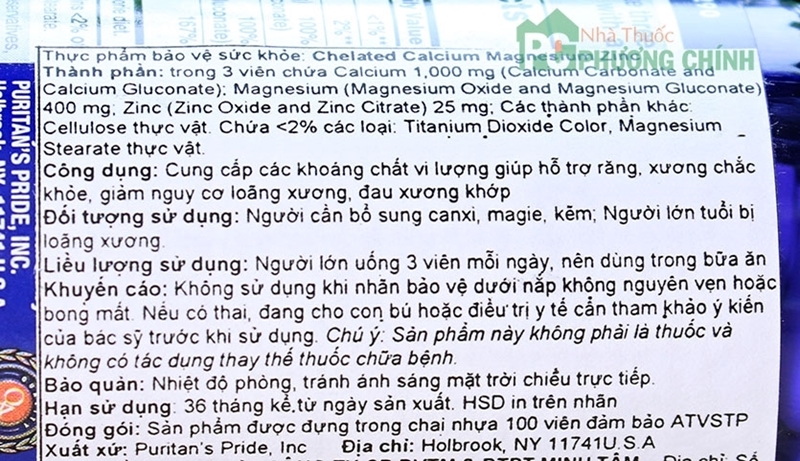 Nhà Thuốc
PHƯƠNG CHÍNH
Thực phẩm bảo vệ sức khỏe: Chelated Calcium Magnesium Zinc
Thành phần: trong 3 viên chứa Calcium 1,000 mg (Calcium Carbonate and
Calcium Gluconate); Magnesium (Magnesium Oxide and Magnesium Gluconate)
400 mg; Zinc (Zinc Oxide and Zinc Citrate) 25 mg; Các thành phần khác:
Cellulose thực vật. Chứa <2% các loại: Titanium Dioxide Color, Magnesium
Stearate thực vật.
Công dụng: Cung cấp các khoáng chất vi lượng giúp hỗ trợ răng, xương chắc
khỏe, giảm nguy cơ loãng xương, đau xương khớp
Đối tượng sử dụng: Người cần bổ sung canxi, magie, kẽm; Người lớn tuổi bị
loãng xương.
Liều lượng sử dụng: Người lớn uống 3 viên mỗi ngày, nên dùng trong bữa ăn
Khuyến cáo: Không sử dụng khi nhãn bảo vệ dưới nắp không nguyên vẹn hoặc
bong mất. Nếu có thai, đang cho con bú hoặc điều trị y tế cần tham khảo ý kiến
của bác sỹ trước khi sử dụng. Chú ý: Sản phẩm này không phải là thuốc và
không có tác dụng thay thế thuốc chữa bệnh.
Bảo quản: Nhiệt độ phòng, tránh ánh sáng mặt trời chiếu trực tiếp.
Hạn sử dụng: 36 tháng kể từ ngày sản xuất. HSD in trên nhãn
Đóng gói: Sản phẩm được đựng trong chai nhựa 100 viên đảm bảo ATVSTP
Xuất xứ: Puritan's Pride, Inc Địa chỉ: Holbrook, NY 11741U.S.A
PURITAN'S PRIDE, INC.
Holbrook, NY 11741 U.S.A.